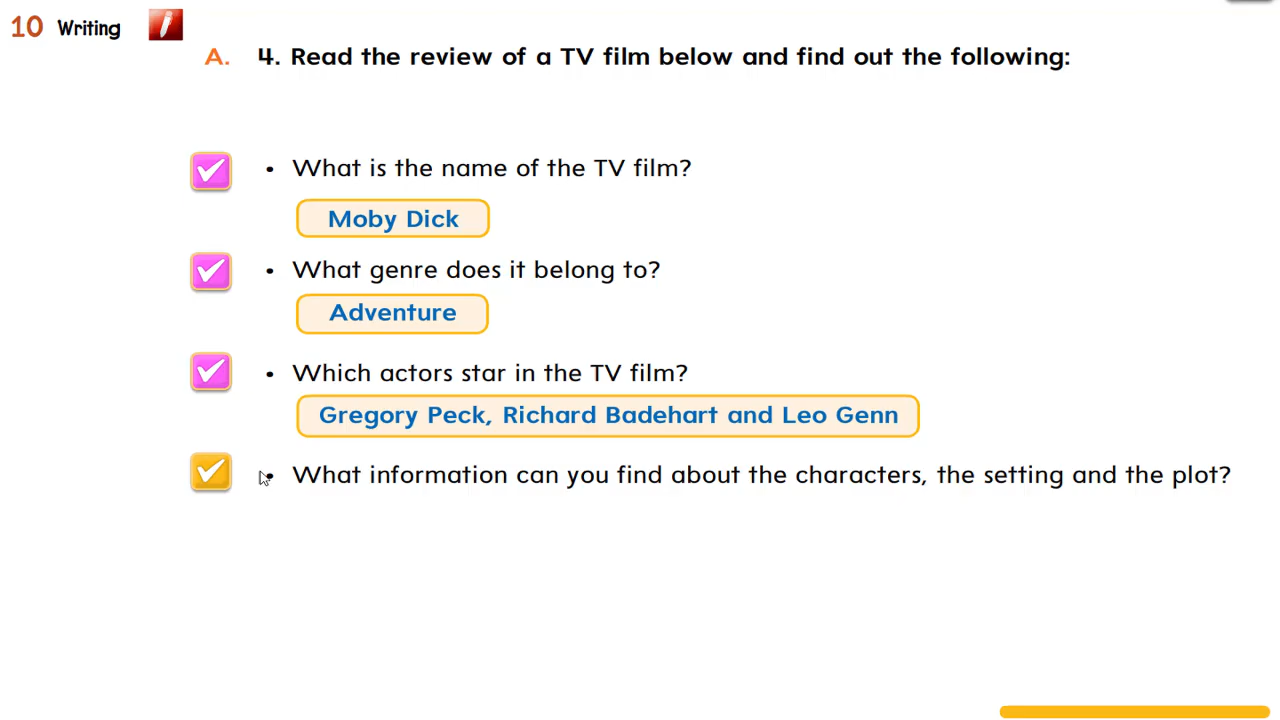 10 Writing
A. 4. Read the review of a TV film below and find out the following:
• What is the name of the TV film?
Moby Dick
• What genre does it belong to?
Adventure
• Which actors star in the TV film?
Gregory Peck, Richard Badehart and Leo Genn
• What information can you find about the characters, the setting and the plot?